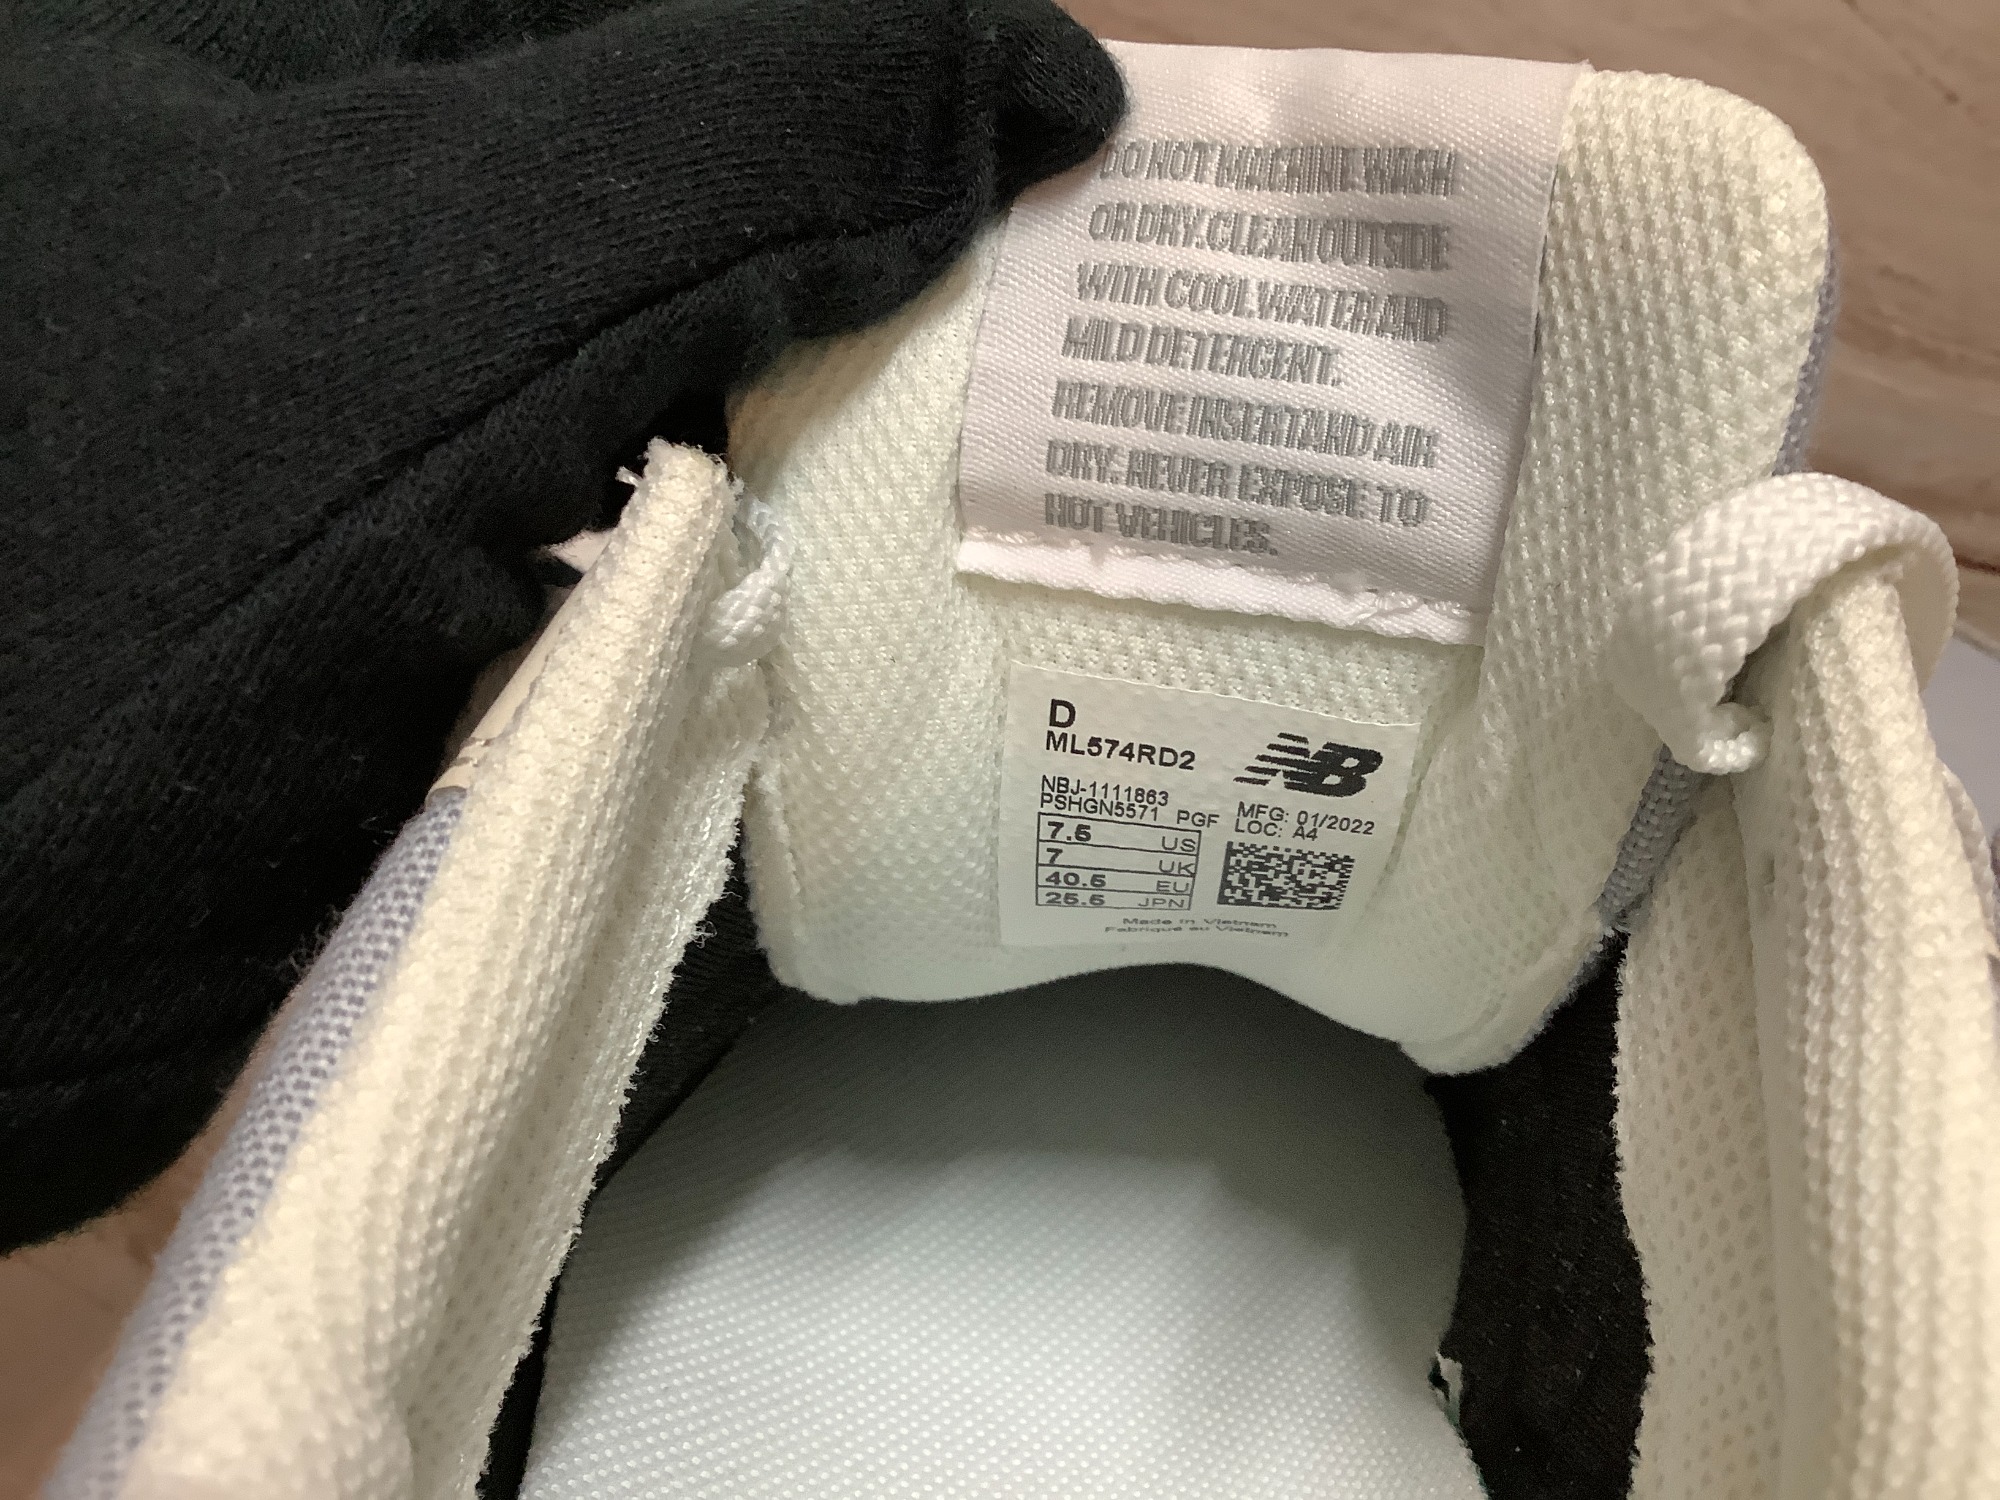 DO NOT MACHINE WASH
OR DRY. CLEAN OUTSIDE
WITH COOL WATER AND
MILD DETERGENT.
REMOVE INSERT AND AIR
DRY. NEVER EXPOSE TO
HOT VEHICLES.
D
ML574RD2
NB
NBJ-1111863
PSHGN5571 PGF
MFG: 01/2022
LOC: A4
7.5 US
7 UK
40.5 EU
25.5 JPN
Made in Vietnam
Fabriqué au Vietnam